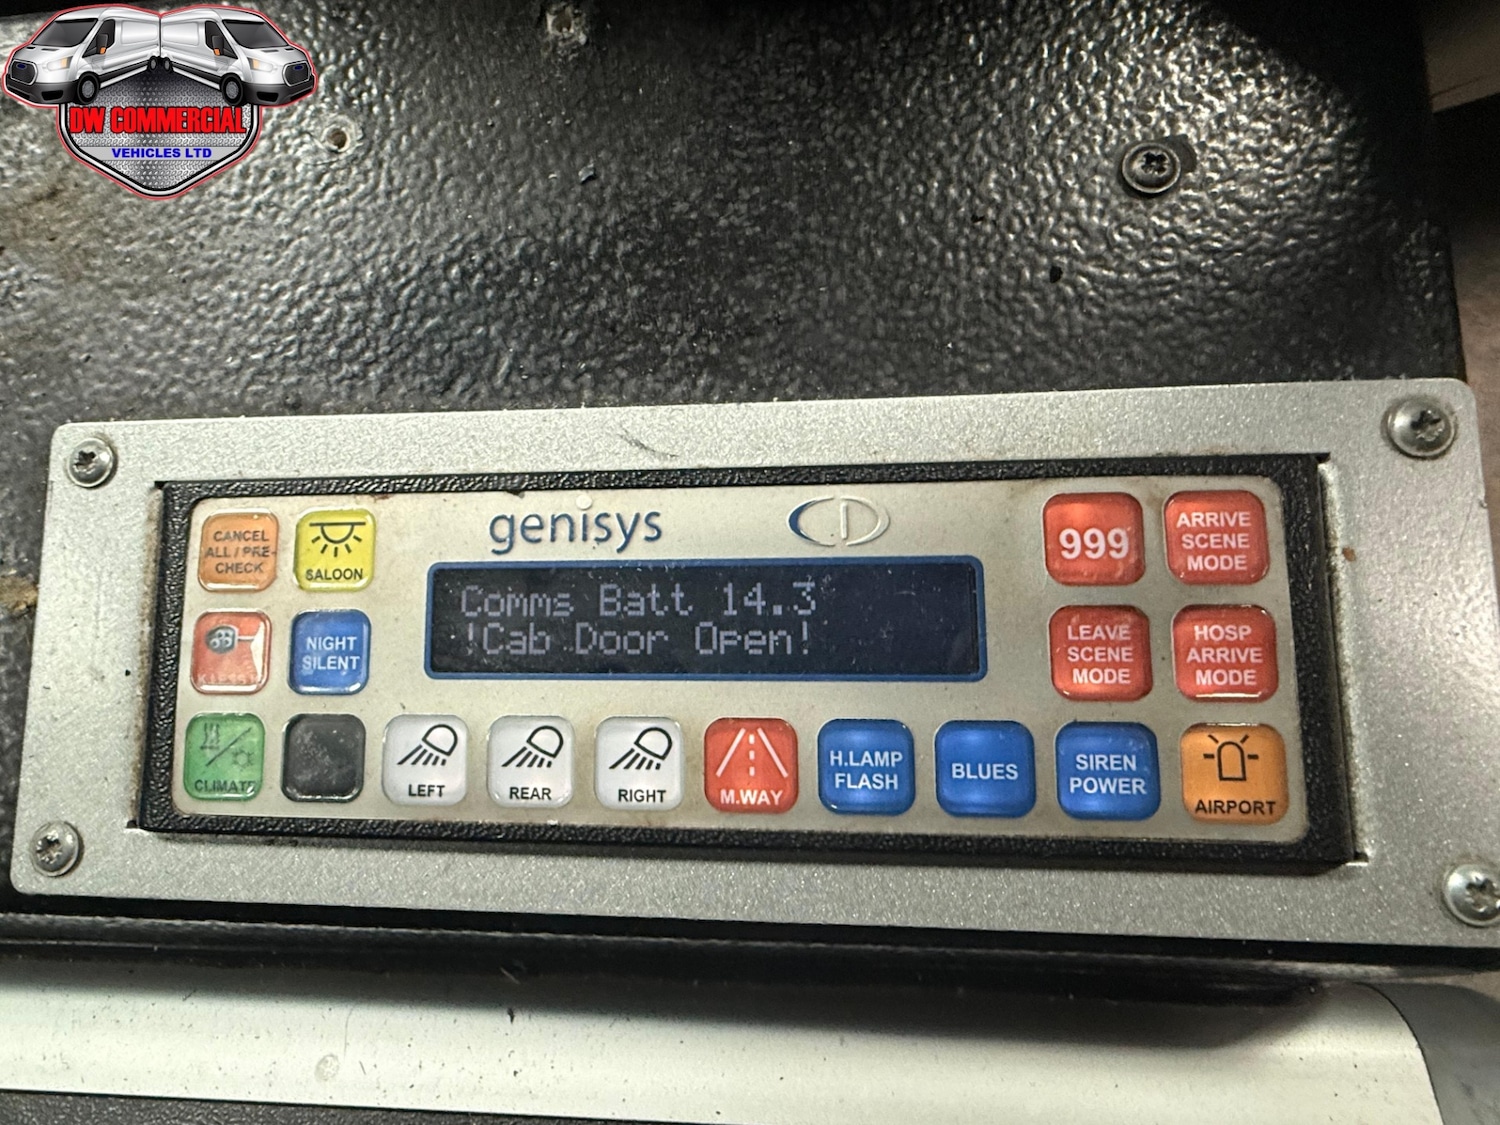 DW COMMERCIAL
VEHICLES LTD
genisys
CD
CANCEL
ALL / PRE-
CHECK
SALOON
Comms Batt 14.3
!Cab Door Open!
999
ARRIVE
SCENE
MODE
NIGHT
SILENT
LEAVE
SCENE
MODE
HOSP
ARRIVE
MODE
CLIMATE
LEFT
REAR
RIGHT
M.WAY
H.LAMP
FLASH
BLUES
SIREN
POWER
AIRPORT